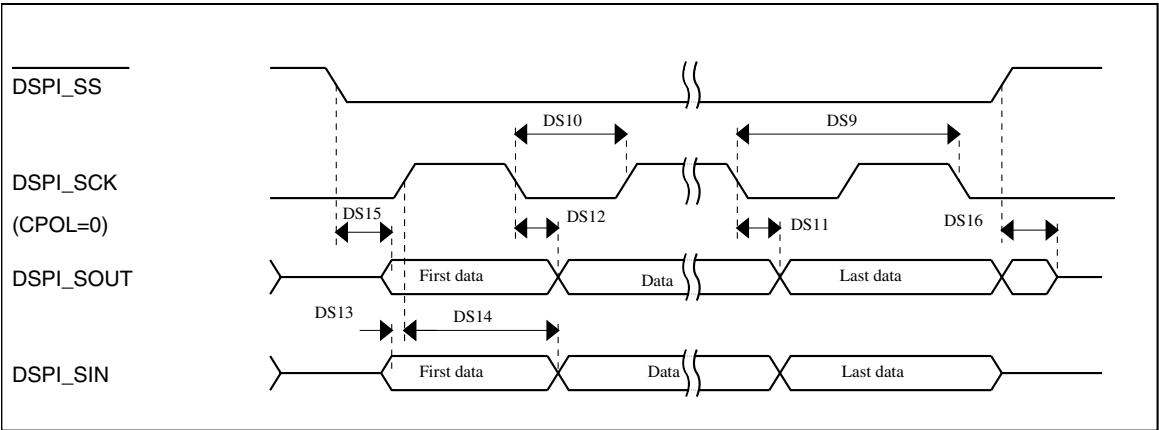 DSPI_SS
DS10
DS9
DSPI_SCK
(CPOL=0)
DS15
DS12
DS11
DS16
DSPI_SOUT
First data
Data
Last data
DS13
DS14
DSPI_SIN
First data
Data
Last data